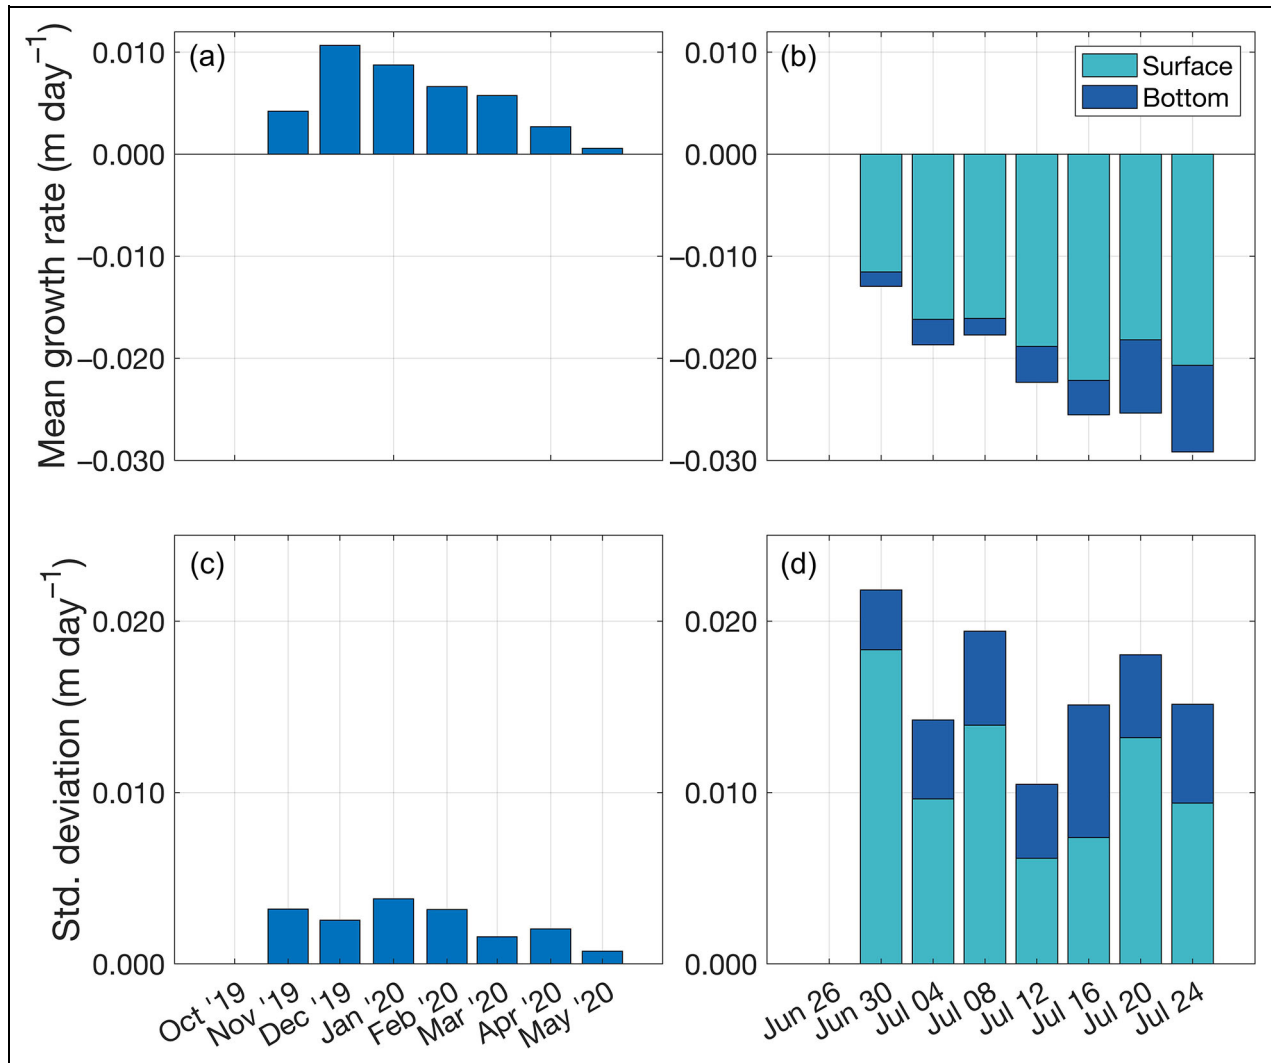 Mean growth rate (m day⁻¹)
(a)
0.010
0.000
−0.010
−0.020
−0.030
(b)
0.010
0.000
−0.010
−0.020
−0.030
Surface
Bottom
Std. deviation (m day⁻¹)
(c)
0.020
0.010
0.000
Oct '19
Nov '19
Dec '19
Jan '20
Feb '20
Mar '20
Apr '20
May '20
(d)
0.020
0.010
0.000
Jun 26
Jun 30
Jul 04
Jul 08
Jul 12
Jul 16
Jul 20
Jul 24